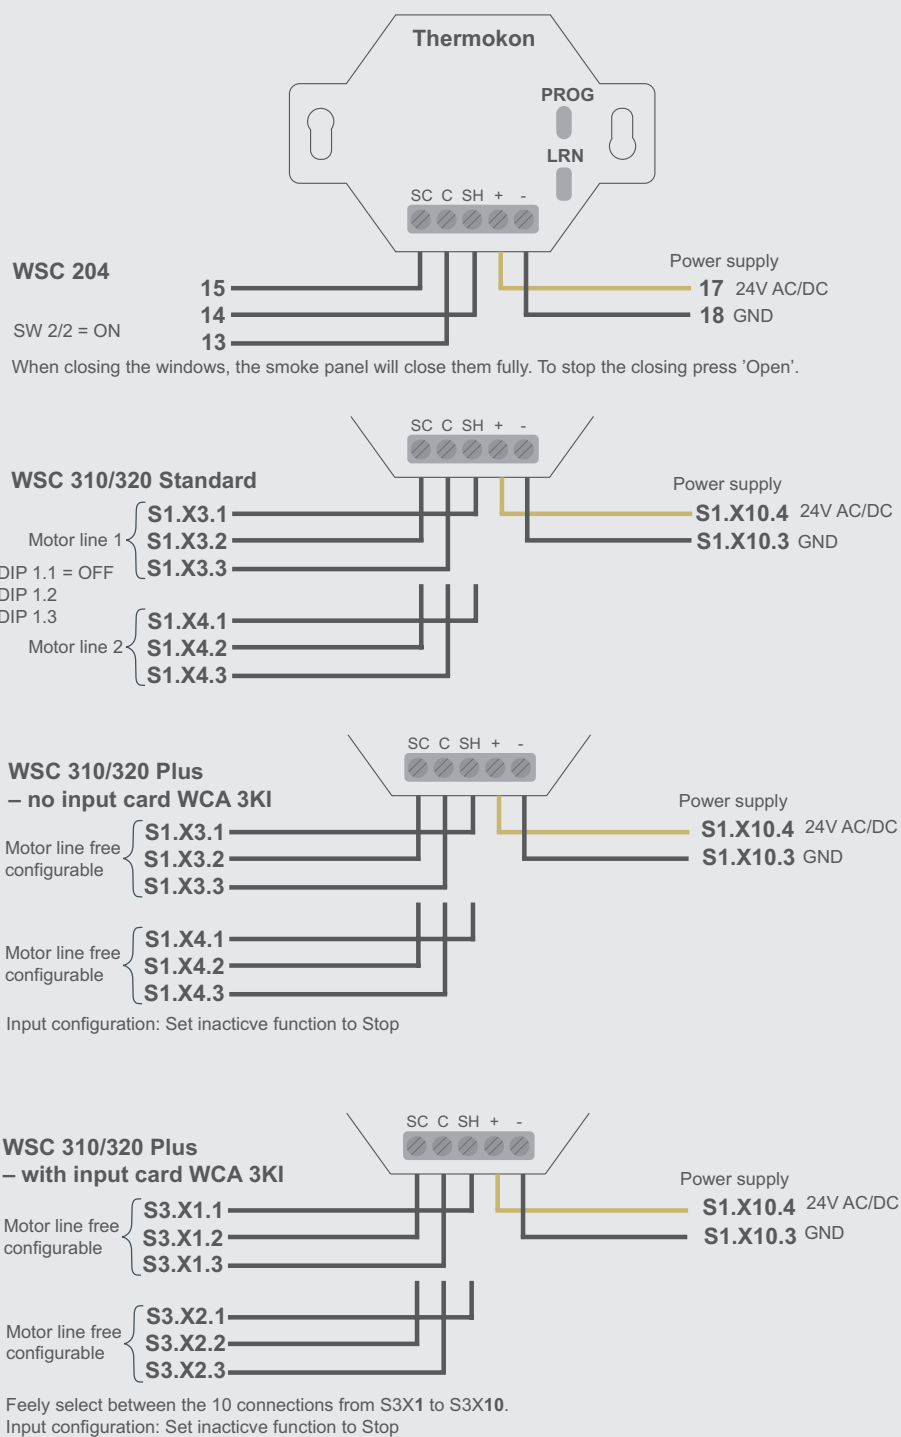 Thermokon
PROG
LRN
SC C SH + -
WSC 204
Power supply
15
17 24V AC/DC
14
18 GND
SW 2/2 = ON
13
When closing the windows, the smoke panel will close them fully. To stop the closing press ’Open’.
SC C SH + -
WSC 310/320 Standard
Power supply
S1.X3.1
S1.X10.4 24V AC/DC
Motor line 1
S1.X3.2
S1.X10.3 GND
S1.X3.3
DIP 1.1 = OFF
DIP 1.2
DIP 1.3
S1.X4.1
Motor line 2
S1.X4.2
S1.X4.3
SC C SH + -
WSC 310/320 Plus
– no input card WCA 3KI
Power supply
Motor line free
configurable
S1.X3.1
S1.X3.2
S1.X3.3
S1.X10.4 24V AC/DC
S1.X10.3 GND
Motor line free
configurable
S1.X4.1
S1.X4.2
S1.X4.3
Input configuration: Set inacticve function to Stop
SC C SH + -
WSC 310/320 Plus
– with input card WCA 3KI
Power supply
Motor line free
configurable
S3.X1.1
S3.X1.2
S3.X1.3
S1.X10.4 24V AC/DC
S1.X10.3 GND
Motor line free
configurable
S3.X2.1
S3.X2.2
S3.X2.3
Feely select between the 10 connections from S3X1 to S3X10.
Input configuration: Set inacticve function to Stop